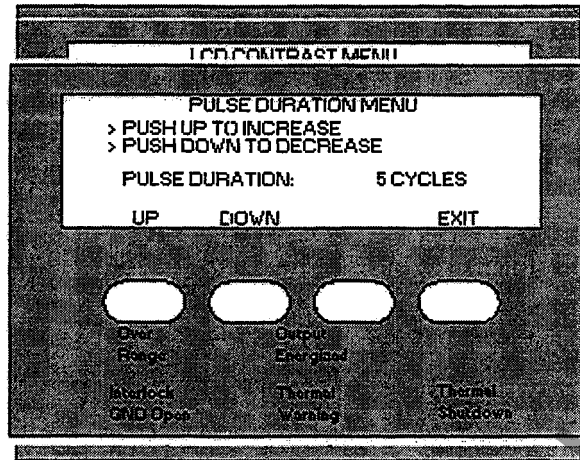 LCD CONTRAST MENU
PULSE DURATION MENU
> PUSH UP TO INCREASE
> PUSH DOWN TO DECREASE
PULSE DURATION: 5 CYCLES
UP DOWN EXIT
Over Output
Range Energized
Interlock Thermal Thermal
GND Open Warning Shutdown